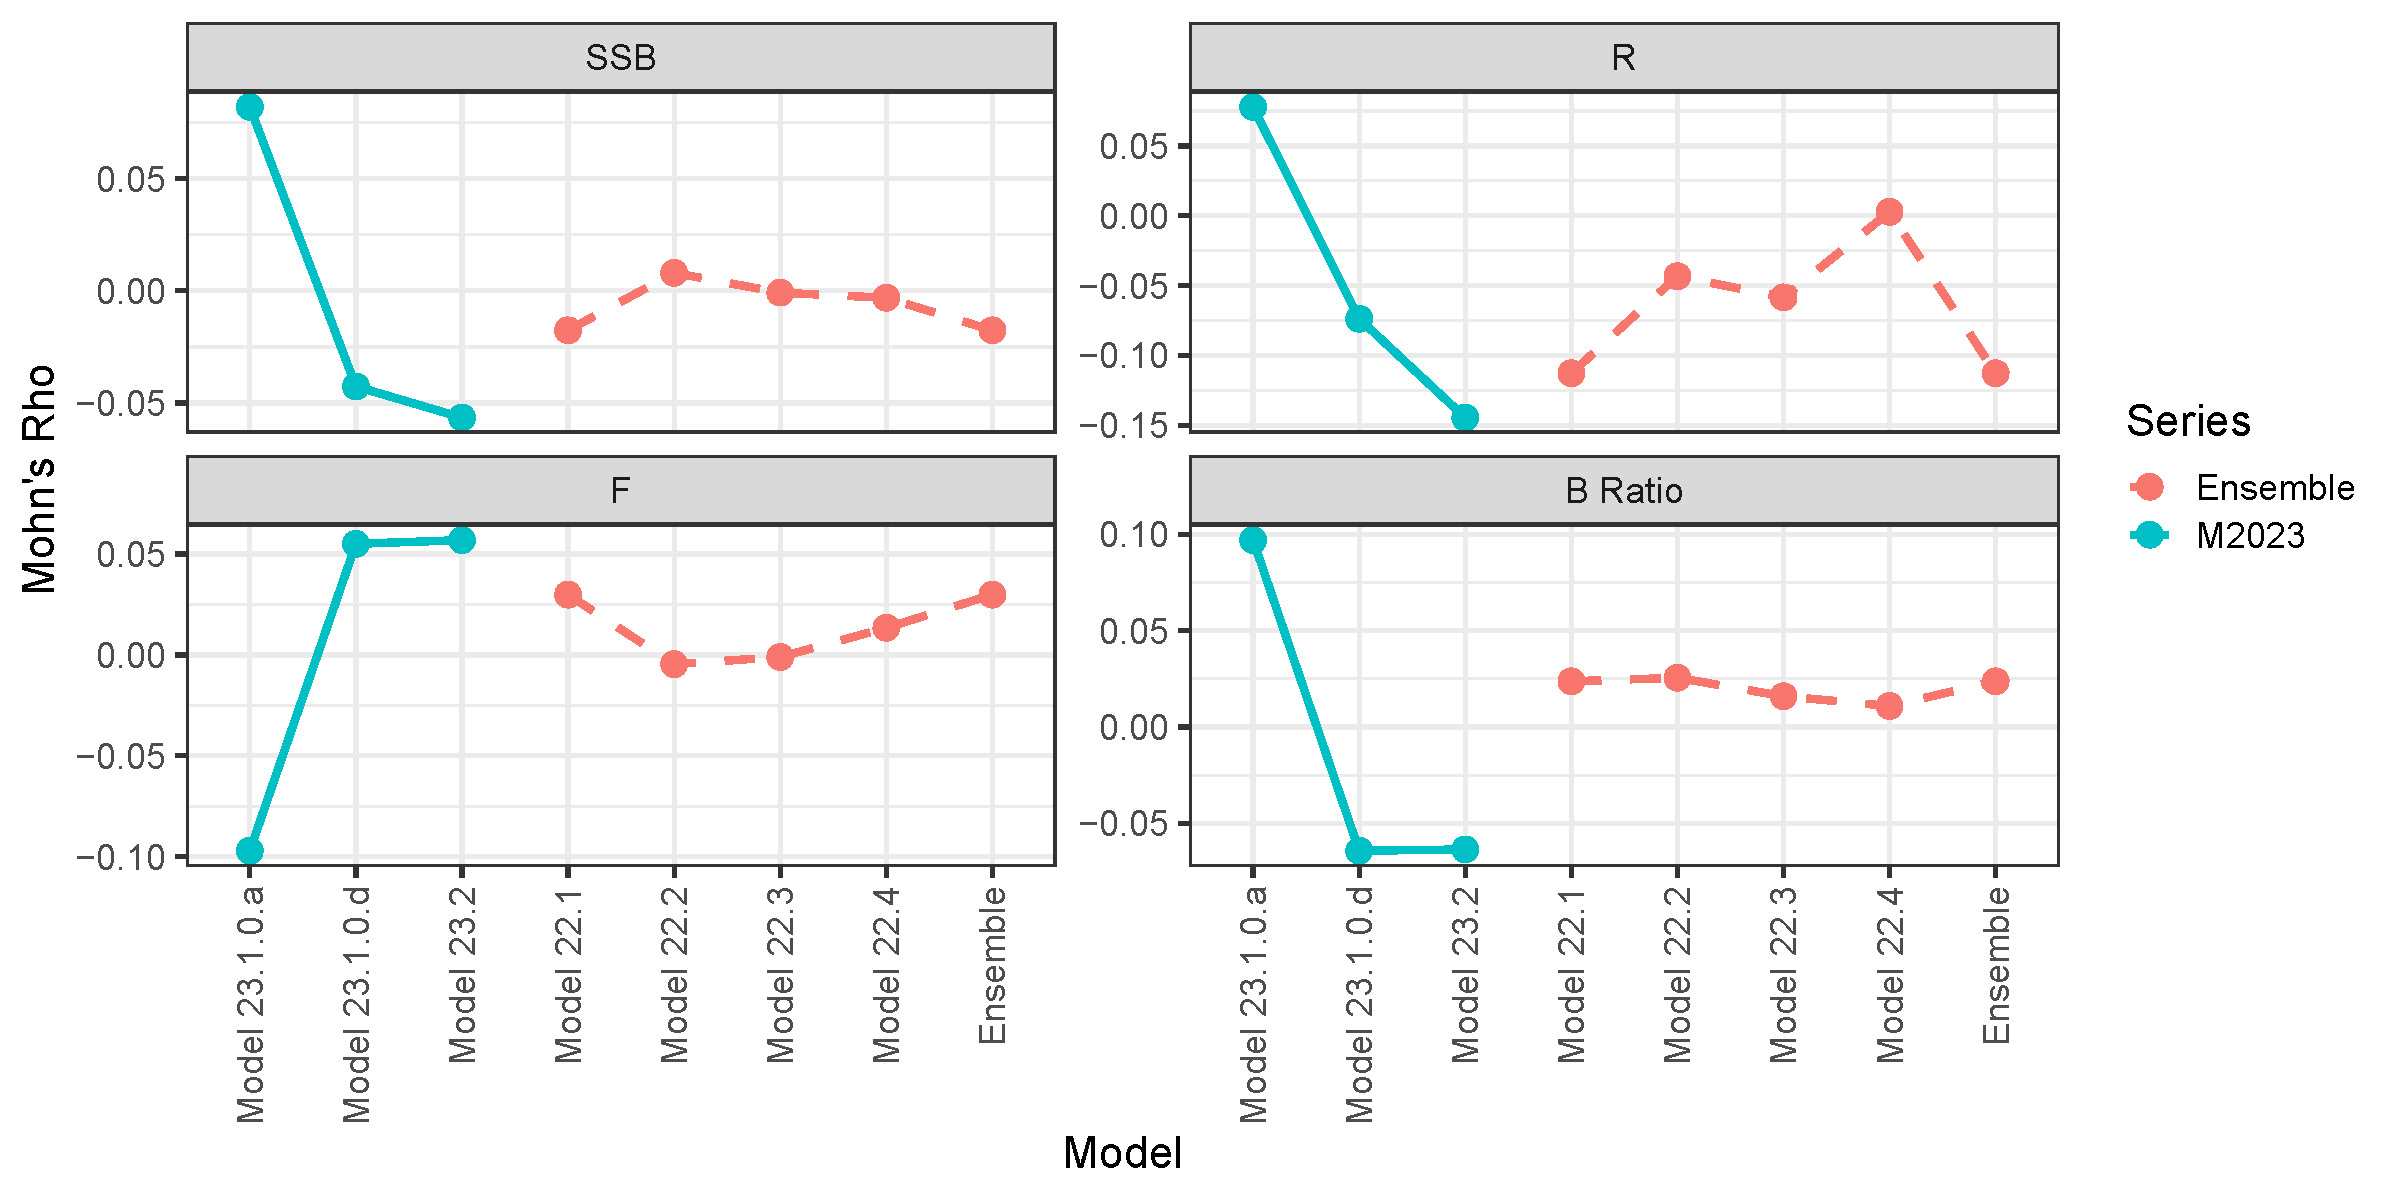 SSB
R
0.05
0.00
−0.05
0.05
0.00
−0.05
−0.10
−0.15
Mohn's Rho
F
B Ratio
0.05
0.00
−0.05
−0.10
0.10
0.05
0.00
−0.05
Model 23.1.0.a
Model 23.1.0.d
Model 23.2
Model 22.1
Model 22.2
Model 22.3
Model 22.4
Ensemble
Model 23.1.0.a
Model 23.1.0.d
Model 23.2
Model 22.1
Model 22.2
Model 22.3
Model 22.4
Ensemble
Model
Series
Ensemble
M2023